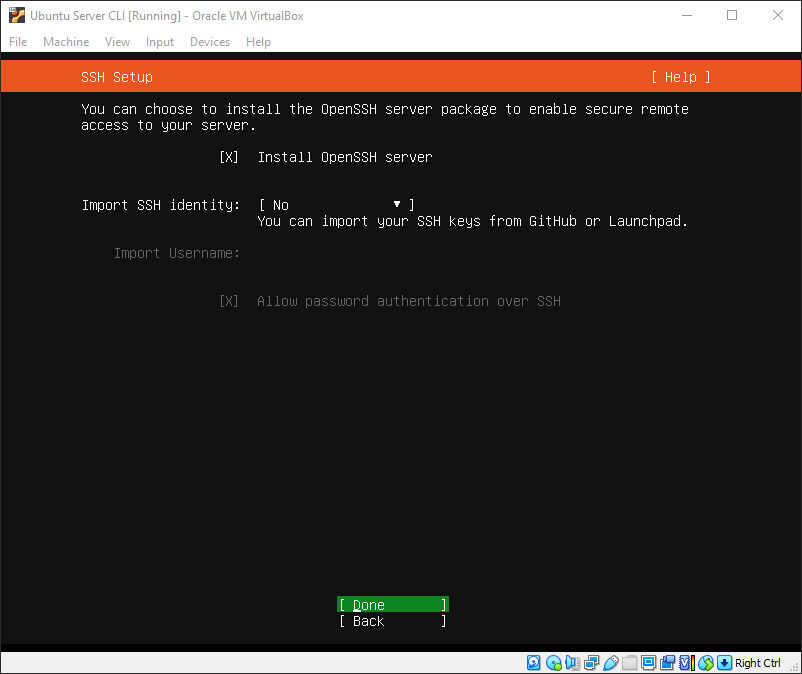 Ubuntu Server CLI [Running] - Oracle VM VirtualBox
File Machine View Input Devices Help
SSH Setup [ Help ]
You can choose to install the OpenSSH server package to enable secure remote
access to your server.
[X] Install OpenSSH server
Import SSH identity: [ No ▾ ]
You can import your SSH keys from GitHub or Launchpad.
Import Username:
[X] Allow password authentication over SSH
[ Done ]
[ Back ]
Right Ctrl